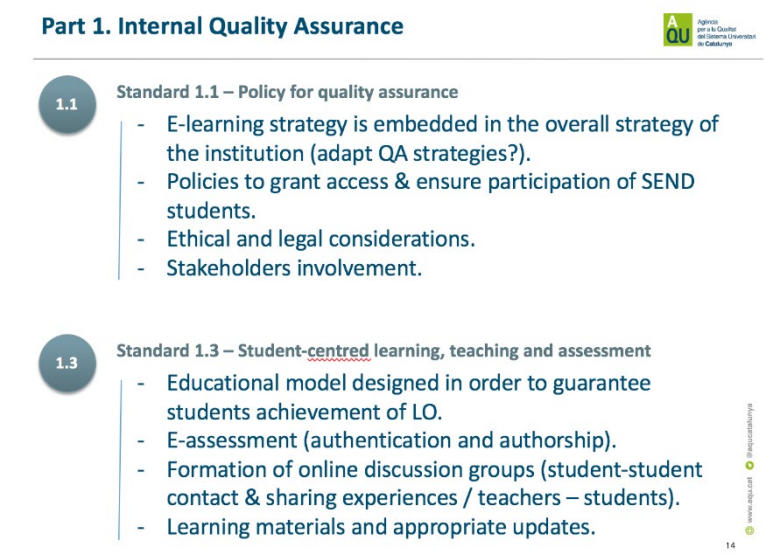 Part 1. Internal Quality Assurance
AQU
Agència
per a la Qualitat
del Sistema Universitari
de Catalunya
1.1
Standard 1.1 – Policy for quality assurance
- E-learning strategy is embedded in the overall strategy of
the institution (adapt QA strategies?).
- Policies to grant access & ensure participation of SEND
students.
- Ethical and legal considerations.
- Stakeholders involvement.
1.3
Standard 1.3 – Student-centred learning, teaching and assessment
- Educational model designed in order to guarantee
students achievement of LO.
- E-assessment (authentication and authorship).
- Formation of online discussion groups (student-student
contact & sharing experiences / teachers – students).
- Learning materials and appropriate updates.
www.aqu.cat @aqucatalunya
14